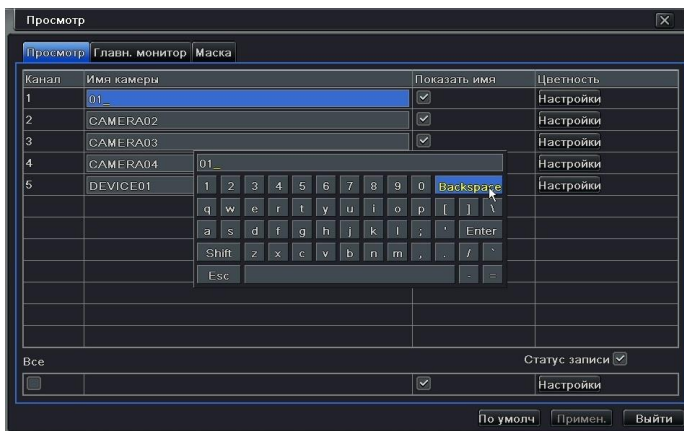 Просмотр
Просмотр Главн. монитор Маска
Канал Имя камеры Показать имя Цветность
1 01_ Настройки
2 CAMERA02 Настройки
3 CAMERA03 Настройки
4 CAMERA04 Настройки
5 DEVICE01 Настройки
01_
1 2 3 4 5 6 7 8 9 0 Backspace
q w e r t y u i o p [ ] \
a s d f g h j k l ; ' Enter
Shift z x c v b n m , . / `
Esc - =
Все Статус записи
Настройки
По умолч Примен. Выйти